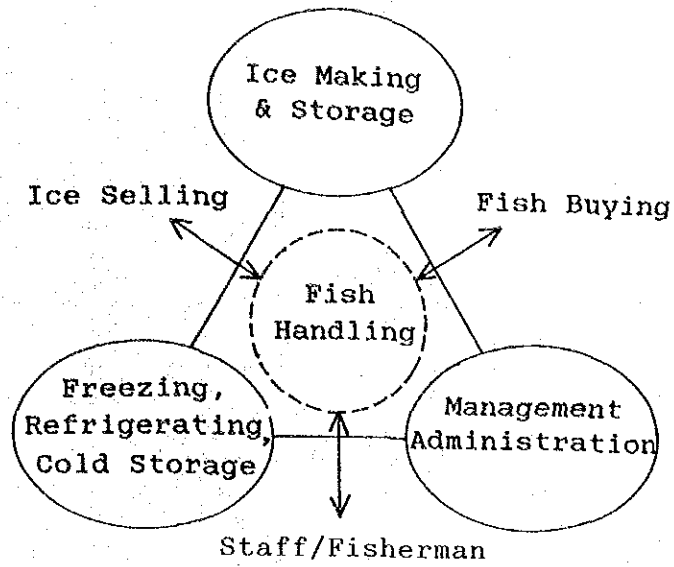 Ice Making
& Storage
Ice Selling
Fish Buying
Fish
Handling
Freezing,
Refrigerating,
Cold Storage
Management
Administration
Staff/Fisherman